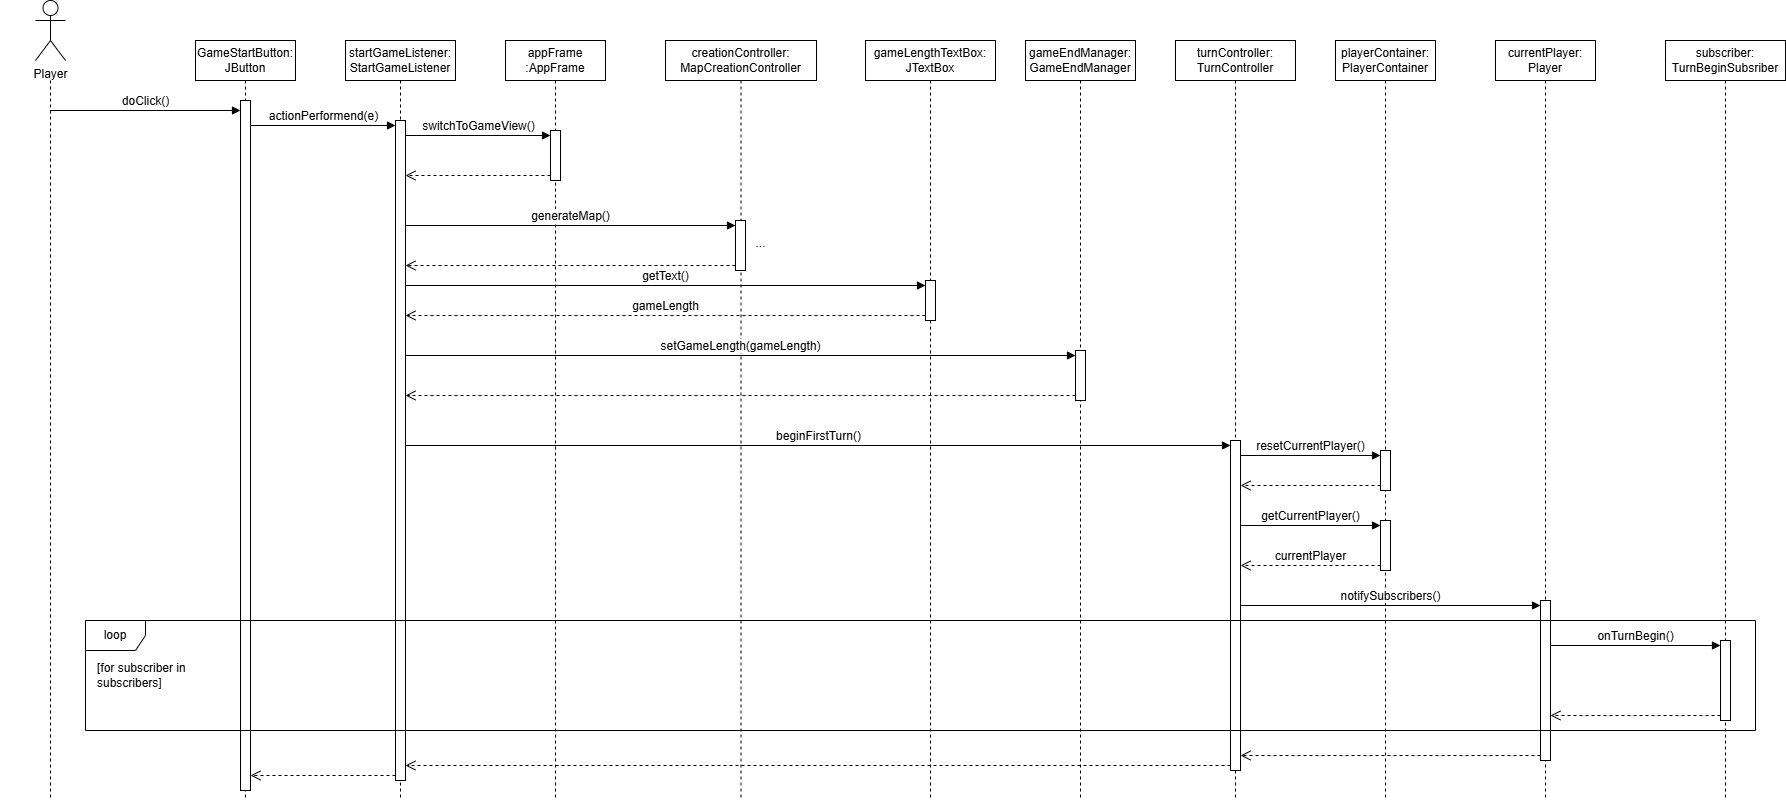 Player
GameStartButton:
JButton
startGameListener:
StartGameListener
appFrame
:AppFrame
creationController:
MapCreationController
gameLengthTextBox:
JTextBox
gameEndManager:
GameEndManager
turnController:
TurnController
playerContainer:
PlayerContainer
currentPlayer:
Player
subscriber:
TurnBeginSubsriber
doClick()
actionPerformend(e)
switchToGameView()
generateMap()
...
getText()
gameLength
setGameLength(gameLength)
beginFirstTurn()
resetCurrentPlayer()
getCurrentPlayer()
currentPlayer
notifySubscribers()
loop
onTurnBegin()
[for subscriber in
subscribers]